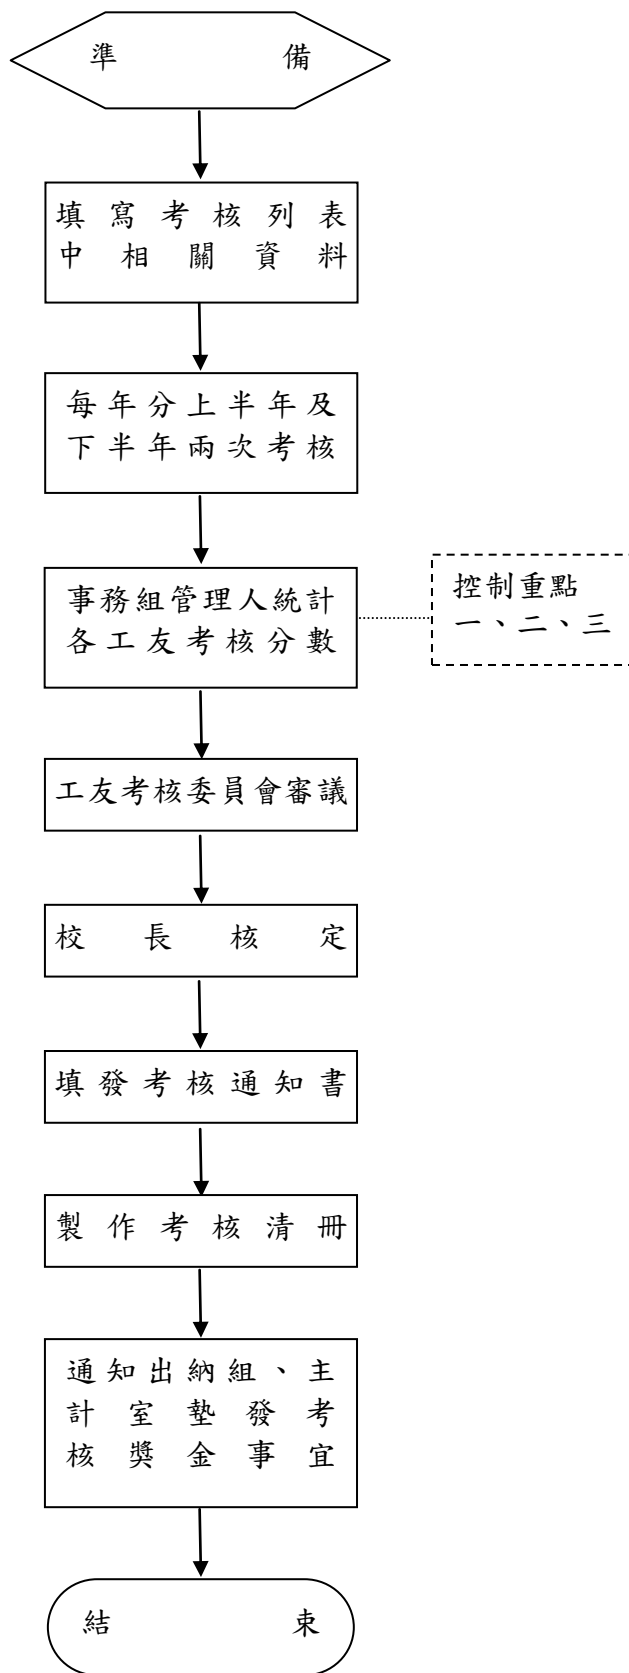 準備
填寫考核列表
中相關資料
每年分上半年及
下半年兩次考核
事務組管理人統計
各工友考核分數
控制重點
一、二、三
工友考核委員會審議
校長核定
填發考核通知書
製作考核清冊
通知出納組、主
計室墊發考
核獎金事宜
結束